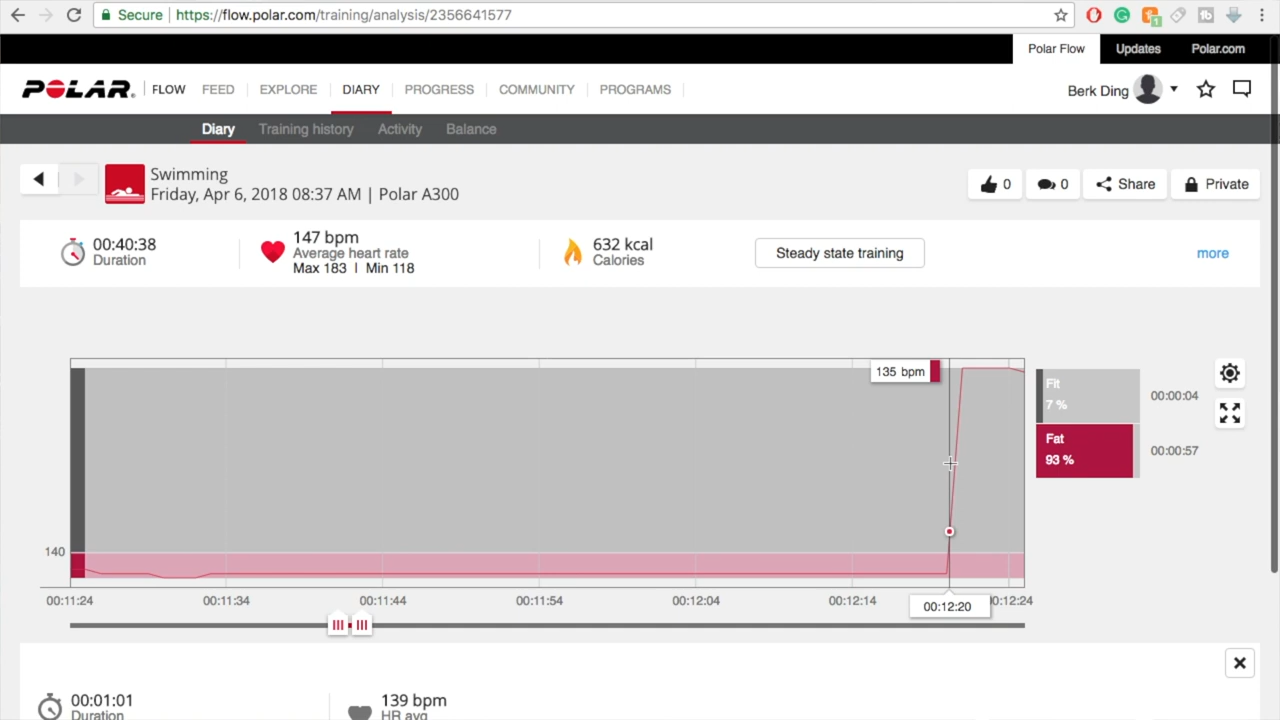 Secure https://flow.polar.com/training/analysis/2356641577
1
Polar Flow Updates Polar.com
POLAR. FLOW FEED EXPLORE DIARY PROGRESS COMMUNITY PROGRAMS Berk Ding
Diary Training history Activity Balance
Swimming
Friday, Apr 6, 2018 08:37 AM | Polar A300
0 0 Share Private
00:40:38
Duration
147 bpm
Average heart rate
Max 183 | Min 118
632 kcal
Calories
Steady state training
more
135 bpm
Fit
7 %
00:00:04
Fat
93 %
00:00:57
140
00:11:24 00:11:34 00:11:44 00:11:54 00:12:04 00:12:14 00:12:20 00:12:24
00:01:01
Duration
139 bpm
HR avg